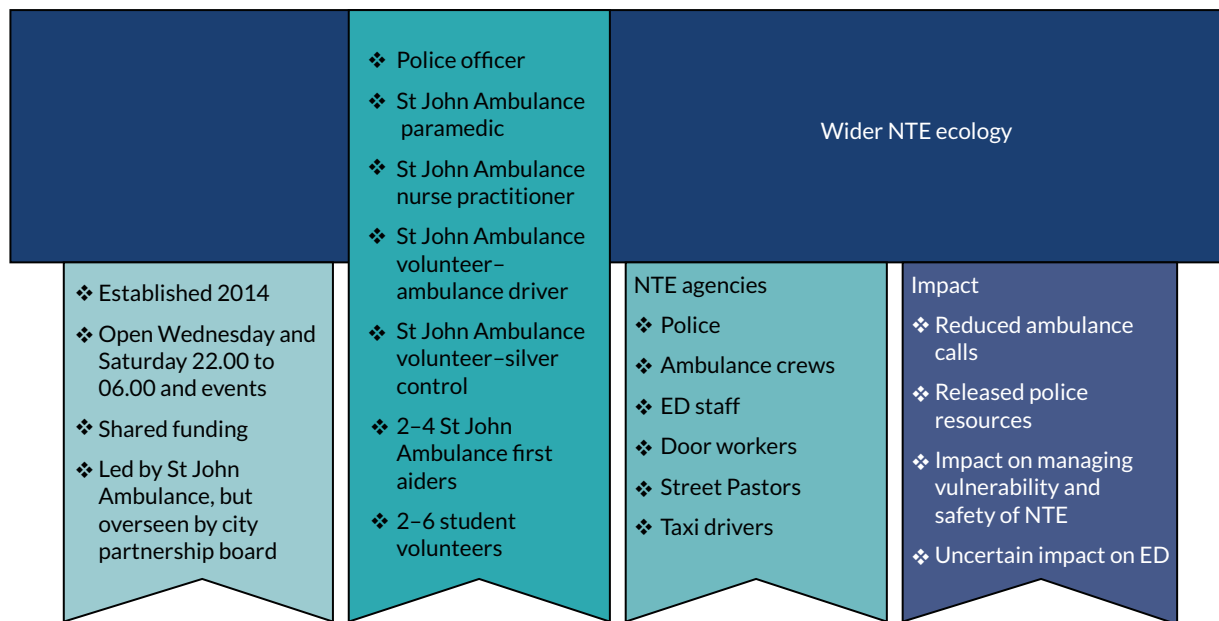 ❖ Established 2014
❖ Open Wednesday and
Saturday 22.00 to
06.00 and events
❖ Shared funding
❖ Led by St John
Ambulance, but
overseen by city
partnership board
❖ Police officer
❖ St John Ambulance
paramedic
❖ St John Ambulance
nurse practitioner
❖ St John Ambulance
volunteer–
ambulance driver
❖ St John Ambulance
volunteer–silver
control
❖ 2–4 St John
Ambulance first
aiders
❖ 2–6 student
volunteers
Wider NTE ecology
NTE agencies
❖ Police
❖ Ambulance crews
❖ ED staff
❖ Door workers
❖ Street Pastors
❖ Taxi drivers
Impact
❖ Reduced ambulance
calls
❖ Released police
resources
❖ Impact on managing
vulnerability and
safety of NTE
❖ Uncertain impact on ED